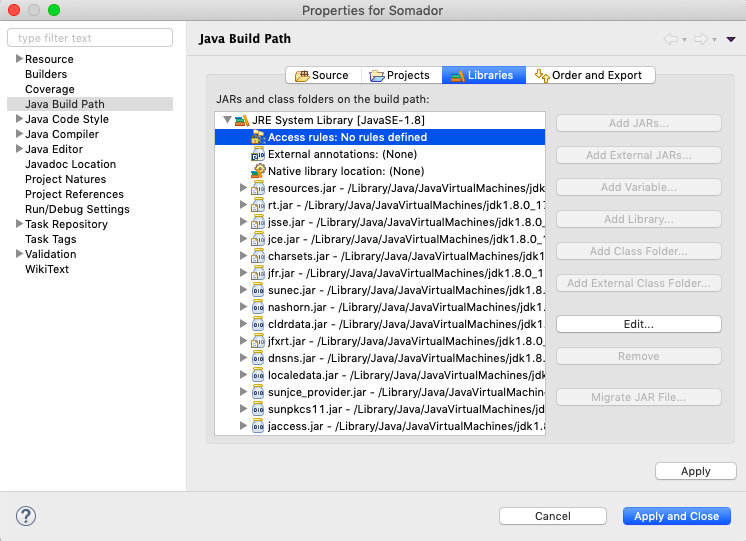 Properties for Somador
type filter text
Resource
Builders
Coverage
Java Build Path
Java Code Style
Java Compiler
Java Editor
Javadoc Location
Project Natures
Project References
Run/Debug Settings
Task Repository
Task Tags
Validation
WikiText
Java Build Path
Source
Projects
Libraries
Order and Export
JARs and class folders on the build path:
JRE System Library [JavaSE-1.8]
Access rules: No rules defined
External annotations: (None)
Native library location: (None)
resources.jar - /Library/Java/JavaVirtualMachines/jdk
rt.jar - /Library/Java/JavaVirtualMachines/jdk1.8.0_17
jsse.jar - /Library/Java/JavaVirtualMachines/jdk1.8.0_
jce.jar - /Library/Java/JavaVirtualMachines/jdk1.8.0_1
charsets.jar - /Library/Java/JavaVirtualMachines/jdk1
jfr.jar - /Library/Java/JavaVirtualMachines/jdk1.8.0_1
sunec.jar - /Library/Java/JavaVirtualMachines/jdk1.8.
nashorn.jar - /Library/Java/JavaVirtualMachines/jdk1.
cldrdata.jar - /Library/Java/JavaVirtualMachines/jdk1.
jfxrt.jar - /Library/Java/JavaVirtualMachines/jdk1.8.0_
dnsns.jar - /Library/Java/JavaVirtualMachines/jdk1.8.
localedata.jar - /Library/Java/JavaVirtualMachines/jdk
sunjce_provider.jar - /Library/Java/JavaVirtualMachin
sunpkcs11.jar - /Library/Java/JavaVirtualMachines/jd
jaccess.jar - /Library/Java/JavaVirtualMachines/jdk1.8
Add JARs...
Add External JARs...
Add Variable...
Add Library...
Add Class Folder...
Add External Class Folder...
Edit...
Remove
Migrate JAR File...
Apply
?
Cancel
Apply and Close